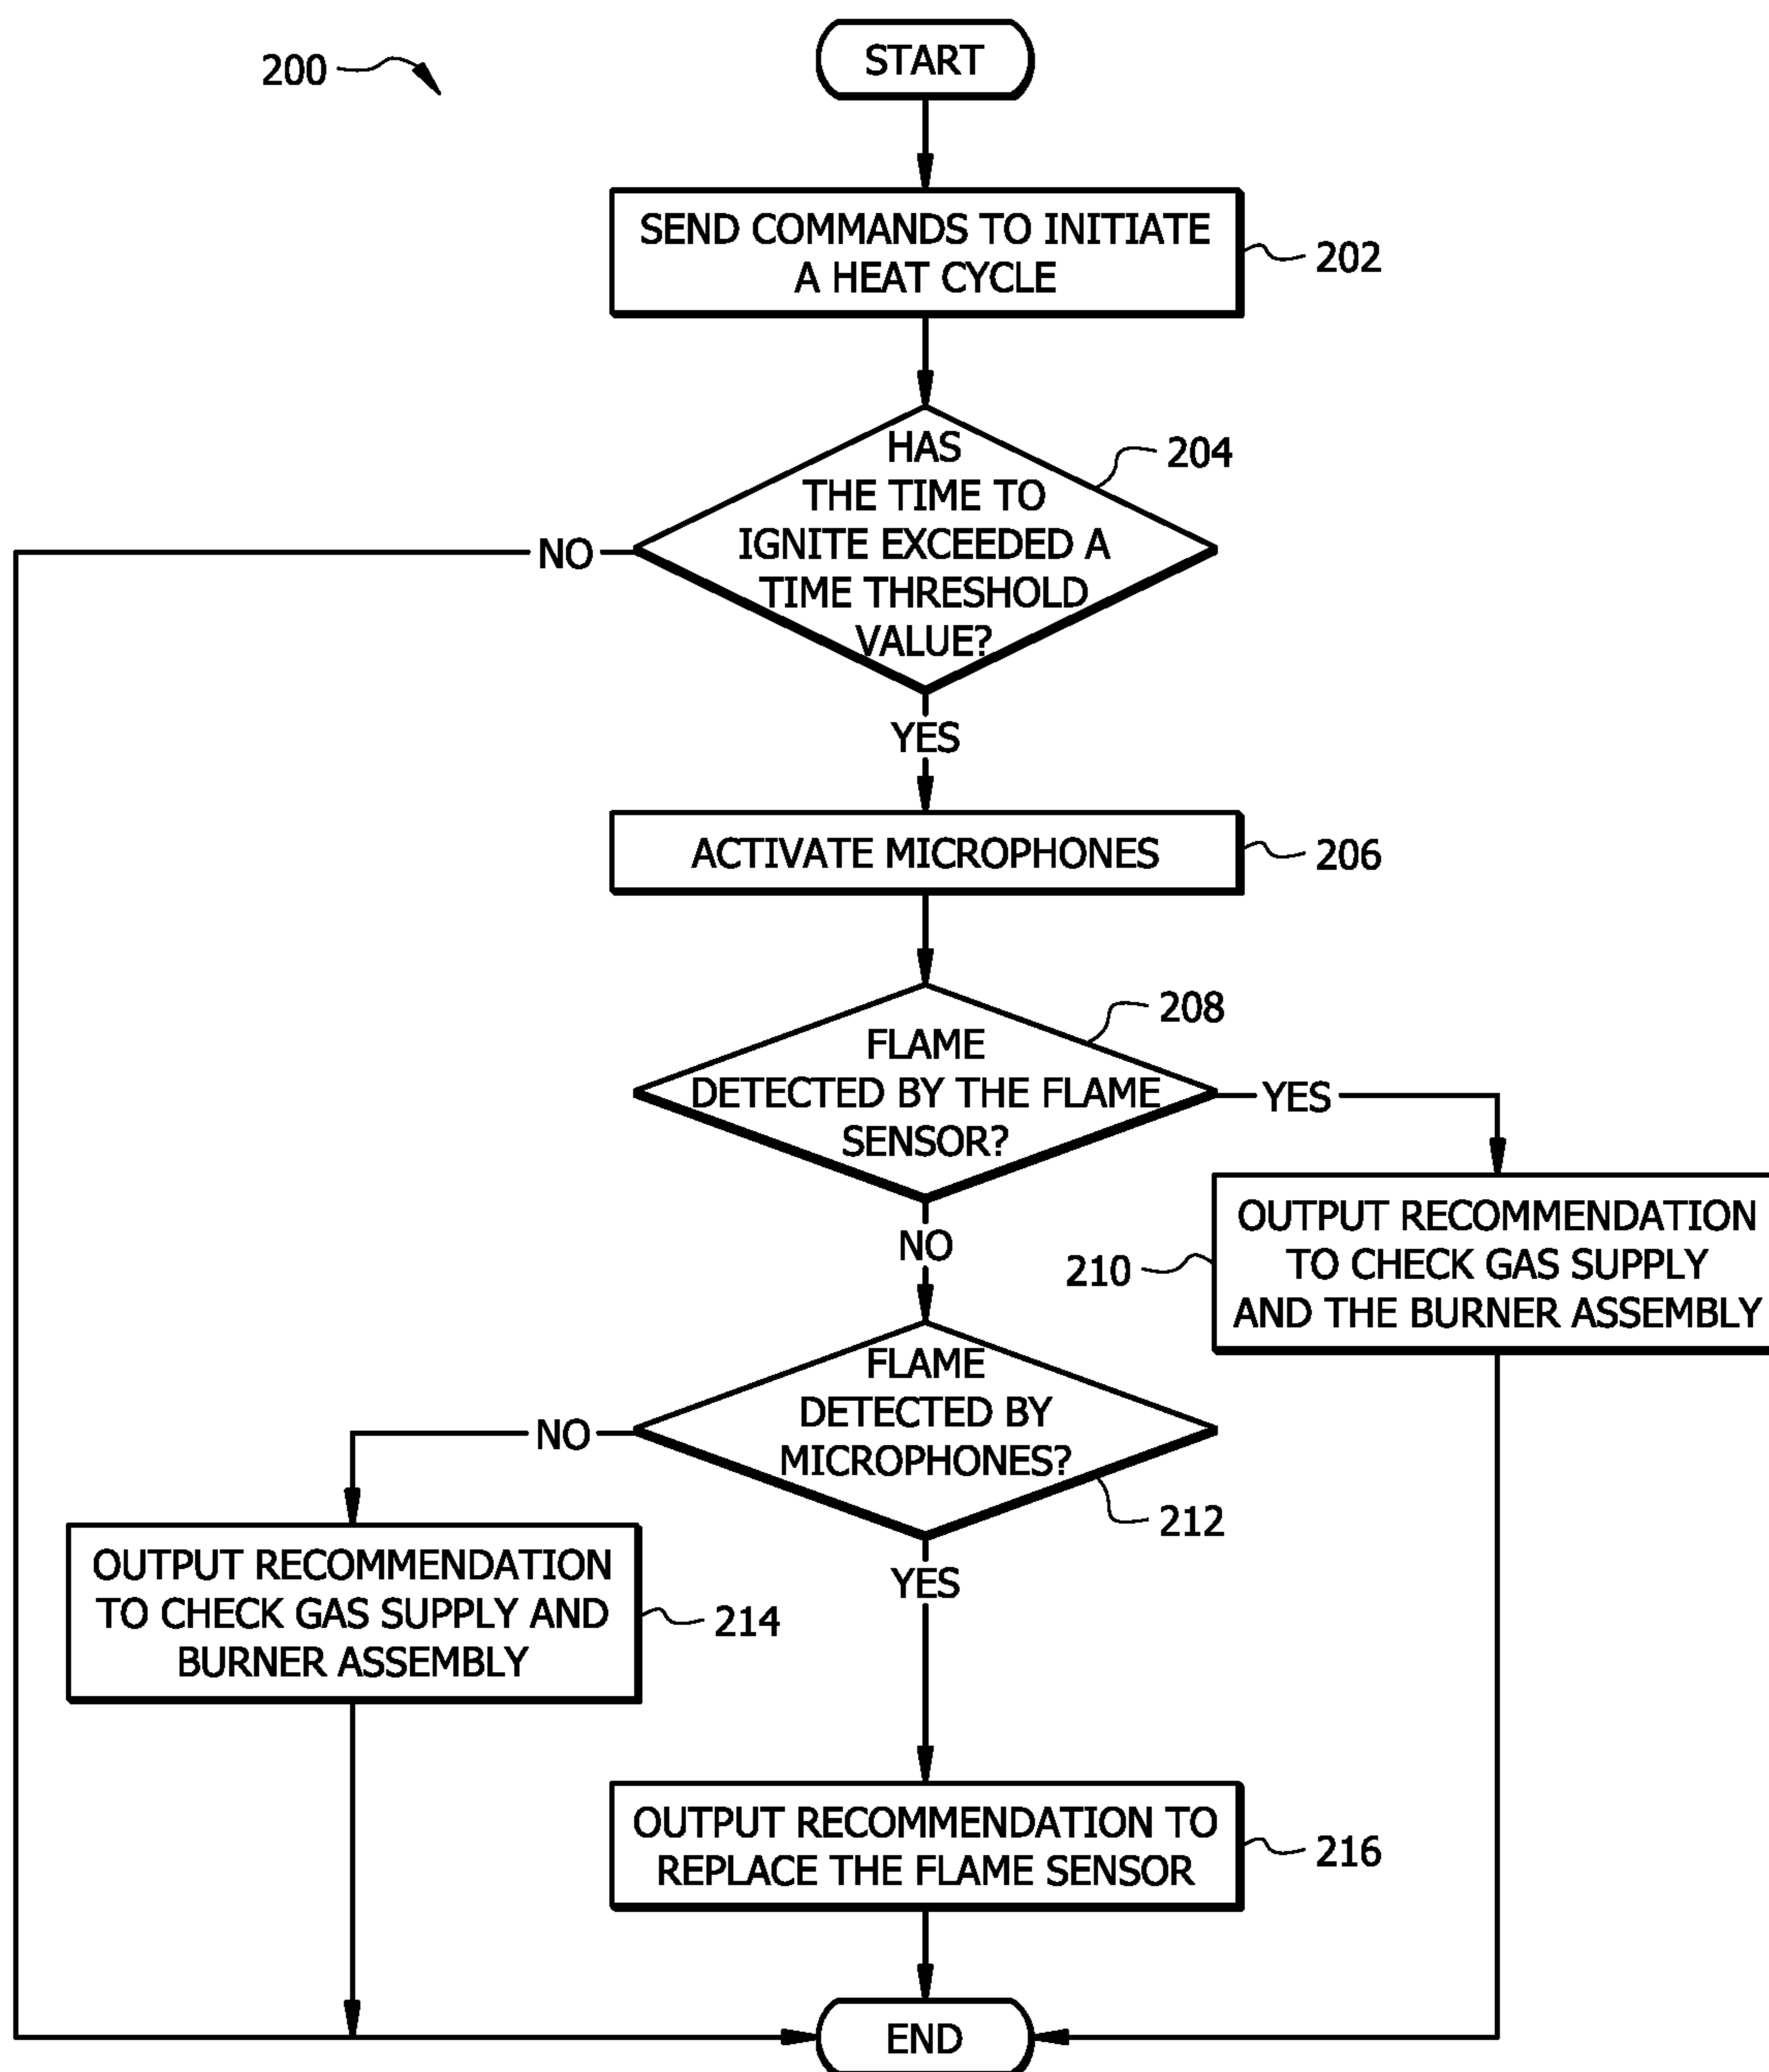 200
START
SEND COMMANDS TO INITIATE
A HEAT CYCLE
202
HAS
THE TIME TO
IGNITE EXCEEDED A
TIME THRESHOLD
VALUE?
204
NO
YES
ACTIVATE MICROPHONES
206
FLAME
DETECTED BY THE FLAME
SENSOR?
208
YES
NO
OUTPUT RECOMMENDATION
TO CHECK GAS SUPPLY
AND THE BURNER ASSEMBLY
210
FLAME
DETECTED BY
MICROPHONES?
212
NO
YES
OUTPUT RECOMMENDATION
TO CHECK GAS SUPPLY AND
BURNER ASSEMBLY
214
OUTPUT RECOMMENDATION TO
REPLACE THE FLAME SENSOR
216
END